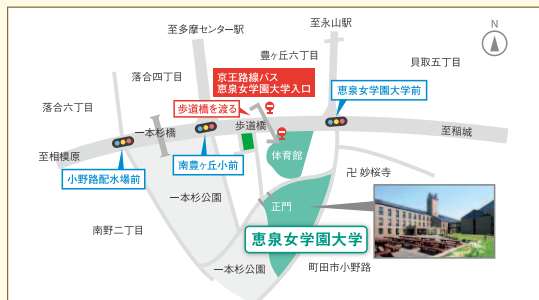 至多摩センター駅
至永山駅
N
豊ヶ丘六丁目
貝取五丁目
落合四丁目
京王路線バス
恵泉女学園大学入口
恵泉女学園大学前
落合六丁目
歩道橋を渡る
一本杉橋
歩道橋
至稲城
至相模原
南豊ヶ丘小前
体育館
小野路配水場前
卍 妙桜寺
一本杉公園
正門
南野二丁目
恵泉女学園大学
一本杉公園
町田市小野路